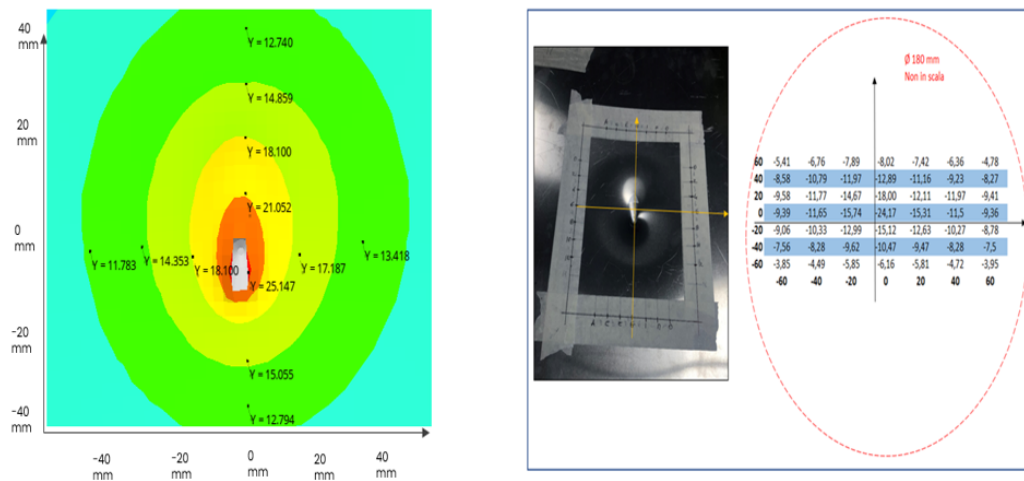 40
mm
20
mm
0
mm
-20
mm
-40
mm
Y = 12.740
Y = 14.859
Y = 18.100
Y = 21.052
Y = 11.783
Y = 14.353
Y = 18.100
Y = 25.147
Y = 17.187
Y = 13.418
Y = 15.055
Y = 12.794
-40
mm
-20
mm
0
mm
20
mm
40
mm
Ø 180 mm
Non in scala
60 -5,41 -6,76 -7,89 -8,02 -7,42 -6,36 -4,78
40 -8,58 -10,79 -11,97 -12,89 -11,16 -9,23 -8,27
20 -9,58 -11,77 -14,67 -18,00 -12,11 -11,97 -9,41
0 -9,39 -11,65 -15,74 -24,17 -15,31 -11,5 -9,36
-20 -9,06 -10,33 -12,99 -15,12 -12,63 -10,27 -8,78
-40 -7,56 -8,28 -9,62 -10,47 -9,47 -8,28 -7,5
-60 -3,85 -4,49 -5,85 -6,16 -5,81 -4,72 -3,95
-60 -40 -20 0 20 40 60